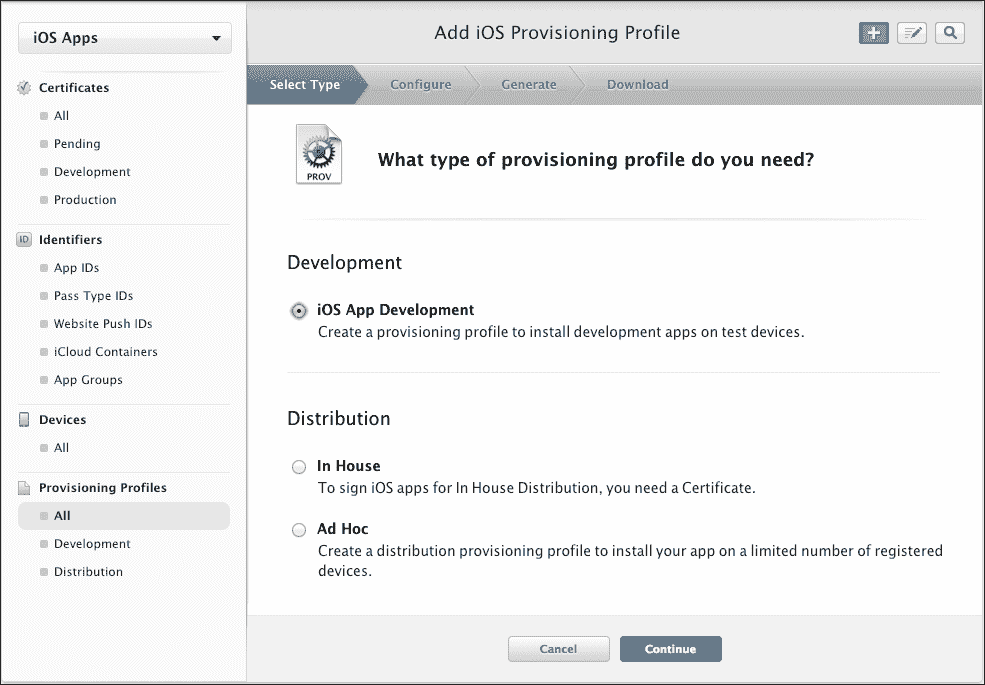 iOS Apps
Certificates
All
Pending
Development
Production
ID Identifiers
App IDs
Pass Type IDs
Website Push IDs
iCloud Containers
App Groups
Devices
All
Provisioning Profiles
All
Development
Distribution
Add iOS Provisioning Profile
Select Type
Configure
Generate
Download
PROV
What type of provisioning profile do you need?
Development
iOS App Development
Create a provisioning profile to install development apps on test devices.
Distribution
In House
To sign iOS apps for In House Distribution, you need a Certificate.
Ad Hoc
Create a distribution provisioning profile to install your app on a limited number of registered
devices.
Cancel
Continue